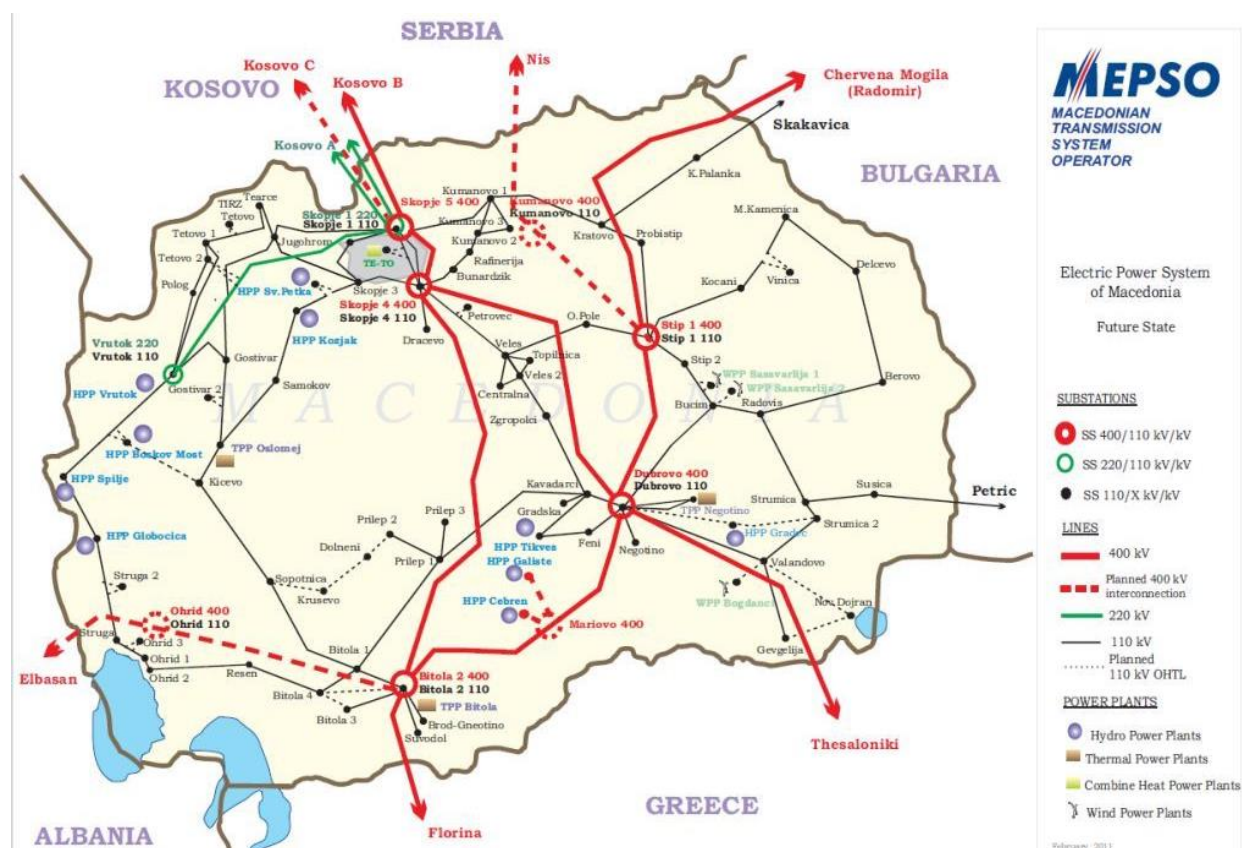 SERBIA
KOSOVO
Kosovo C
Kosovo B
Nis
Chervena Mogila
(Radomir)
Skakavica
BULGARIA
Kosovo A
K.Palanka
Skopje 1 220
Skopje 1 110
Skopje 5 400
Kumanovo 1
Kumanovo 400
Kumanovo 110
Kumanovo 3
Kumanovo 2
Kratovo
Probistip
M.Kamenica
Tearce
TIRZ
Tetovo
Tetovo 1
Jugohrom
Tetovo 2
Polog
TE-TO
Rafinerija
Bunardzik
Delcevo
Kocani
Vinica
HPP Sv.Petka
Skopje 3
Skopje 4 400
Skopje 4 110
HPP Kozjak
Petrovec
Dracevo
O.Pole
Stip 1 400
Stip 1 110
Vrutok 220
Vrutok 110
Veles
Topilnica
Veles 2
Centralna
Stip 2
WPP Sasavarlija 1
WPP Sasavarlija 2
Berovo
HPP Vrutok
Gostivar
Gostivar 2
Samokov
MACEDONIA
Zgropolci
Bucim
Radovis
HPP Boskov Most
TPP Oslomej
HPP Spilje
Kicevo
Dubrovo 400
Dubrovo 110
Kavadarci
Gradska
TPP Negotino
Strumica
Susica
Petric
Strumica 2
HPP Globocica
Prilep 2
Prilep 3
Dolneni
Prilep 1
HPP Tikves
HPP Galiste
Feni
Negotino
HPP Gradec
Valandovo
Struga 2
Sopotnica
Krusevo
HPP Cebren
Mariovo 400
WPP Bogdanci
Nov.Dojran
Gevgelija
Ohrid 400
Ohrid 110
Struga
Ohrid 3
Ohrid 1
Ohrid 2
Resen
Bitola 1
Bitola 4
Bitola 3
Bitola 2 400
Bitola 2 110
TPP Bitola
Brod-Gneotino
Suvodol
Elbasan
Thesaloniki
Florina
GREECE
ALBANIA
MEPSO
MACEDONIAN
TRANSMISSION
SYSTEM
OPERATOR
Electric Power System
of Macedonia
Future State
SUBSTATIONS
SS 400/110 kV/kV
SS 220/110 kV/kV
SS 110/X kV/kV
LINES
400 kV
Planned 400 kV
interconnection
220 kV
110 kV
Planned
110 kV OHTL
POWER PLANTS
Hydro Power Plants
Thermal Power Plants
Combine Heat Power Plants
Wind Power Plants